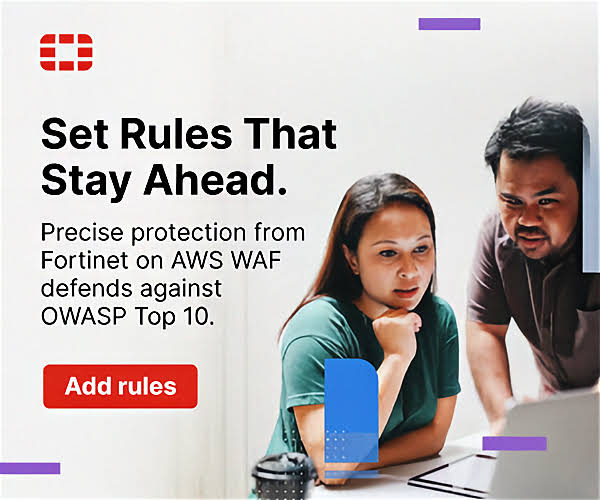 Set Rules That
Stay Ahead.
Precise protection from
Fortinet on AWS WAF
defends against
OWASP Top 10.
Add rules